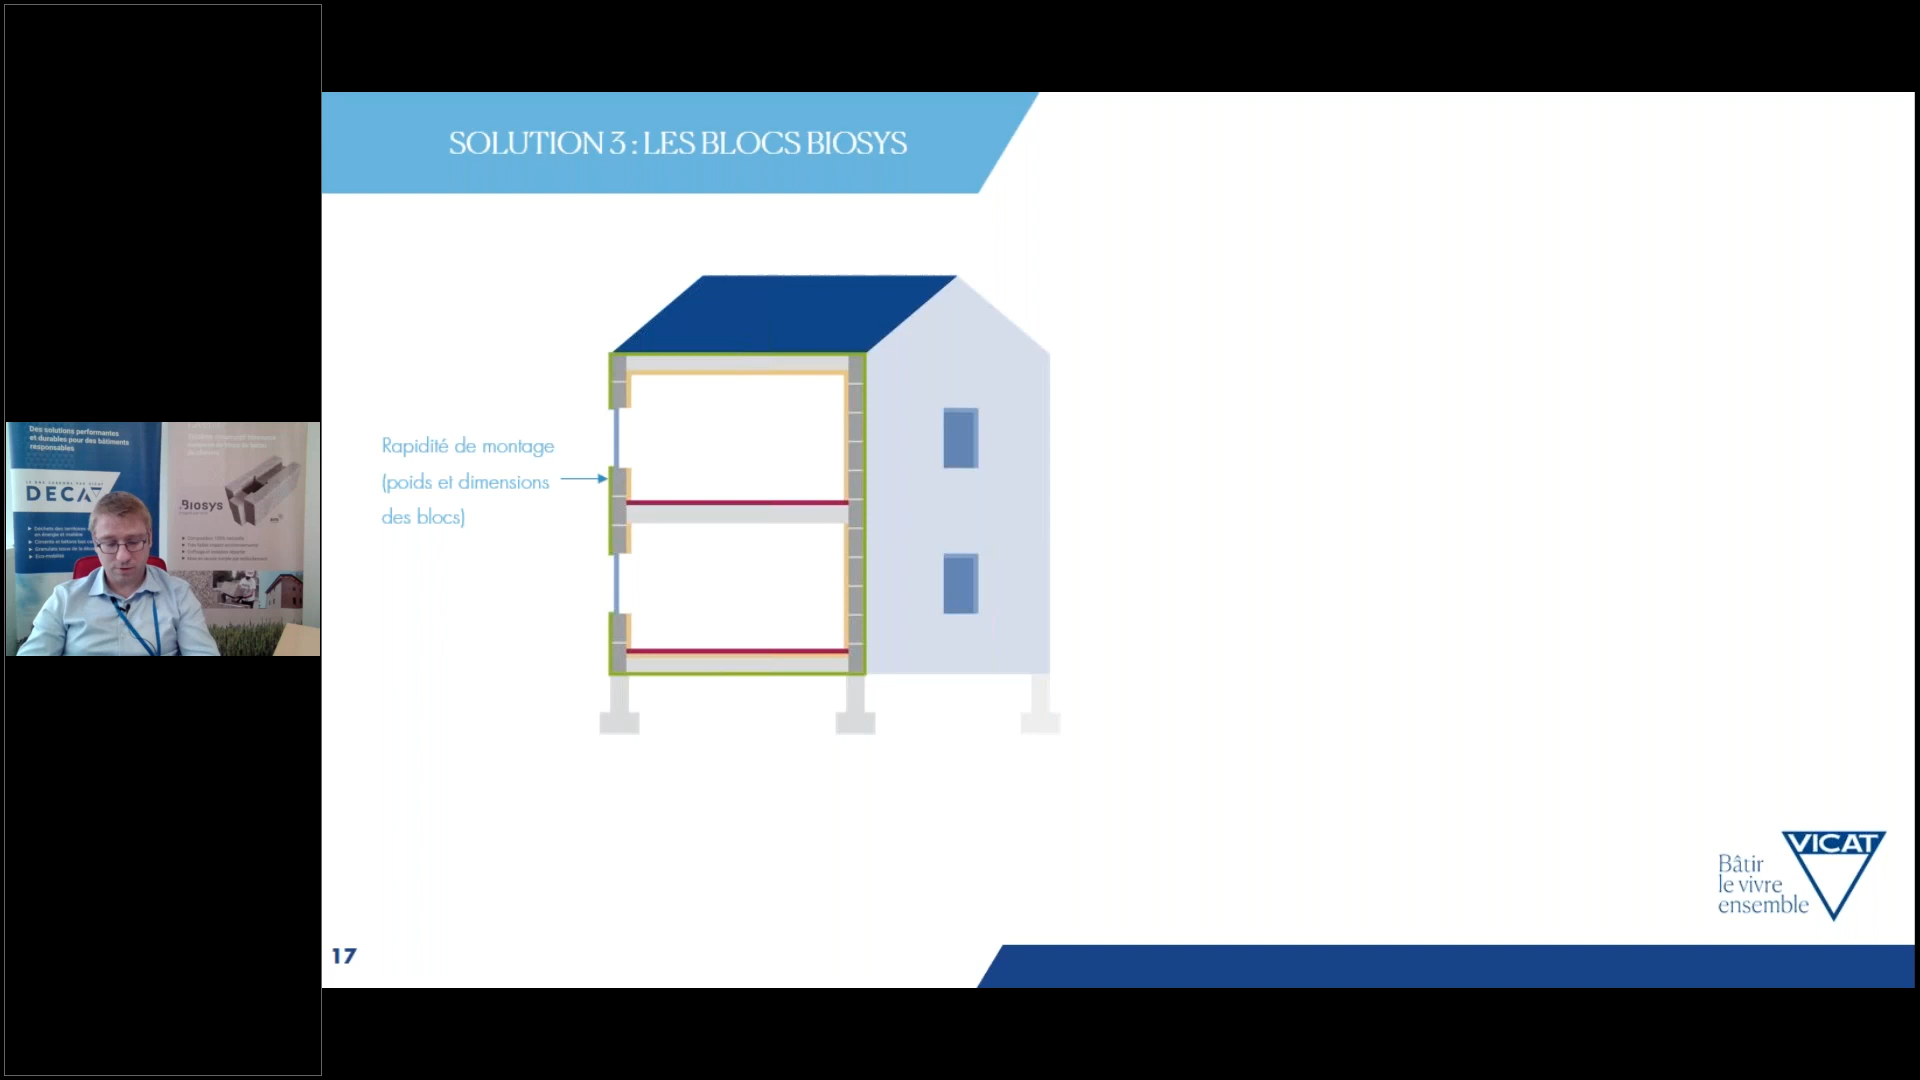 SOLUTION 3 : LES BLOCS BIOSYS
Rapidité de montage
(poids et dimensions
des blocs)
Des solutions performantes
et durables pour des bâtiments
responsables
DECA
Biosys
VICAT
Bâtir
le vivre
ensemble
17